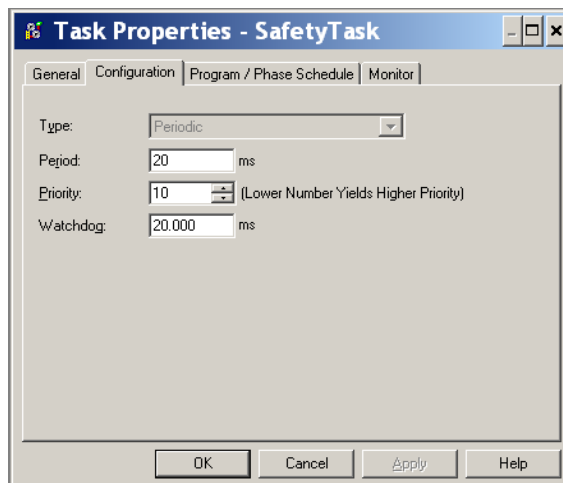 Task Properties - SafetyTask
General Configuration Program / Phase Schedule Monitor
Type: Periodic
Period: 20 ms
Priority: 10 (Lower Number Yields Higher Priority)
Watchdog: 20.000 ms
OK Cancel Apply Help